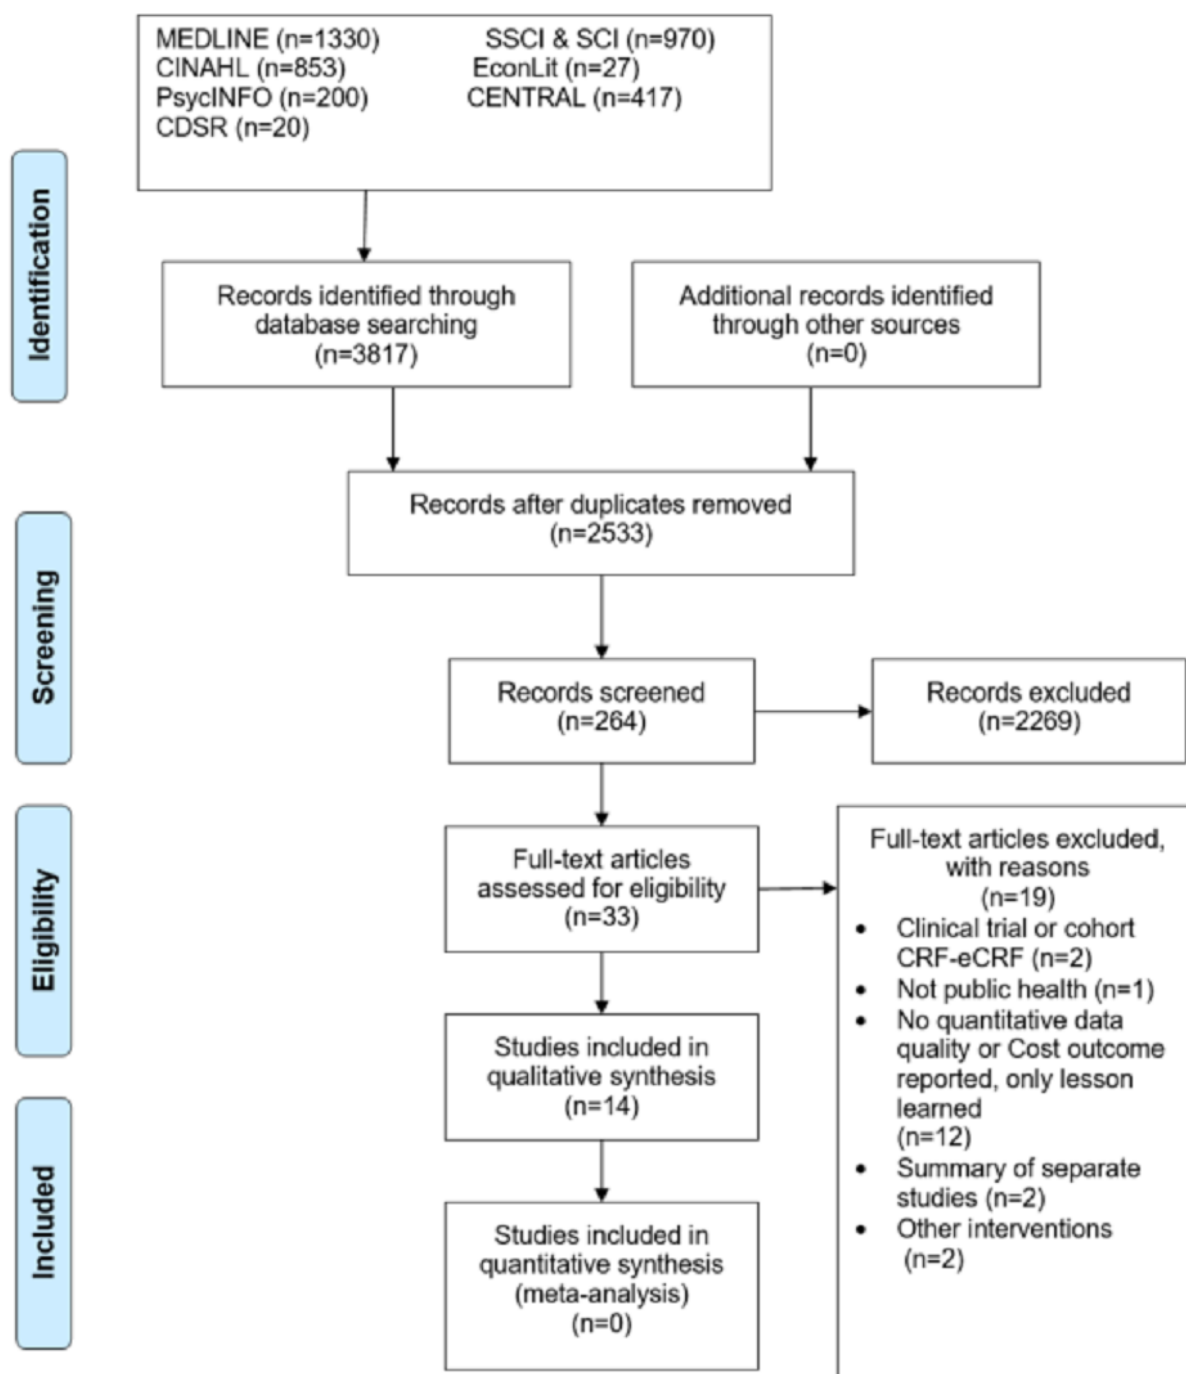 MEDLINE (n=1330) SSCI & SCI (n=970)
CINAHL (n=853) EconLit (n=27)
PsycINFO (n=200) CENTRAL (n=417)
CDSR (n=20)
Identification
Records identified through
database searching
(n=3817)
Additional records identified
through other sources
(n=0)
Records after duplicates removed
(n=2533)
Screening
Records screened
(n=264)
Records excluded
(n=2269)
Eligibility
Full-text articles
assessed for eligibility
(n=33)
Full-text articles excluded,
with reasons
(n=19)
• Clinical trial or cohort
CRF-eCRF (n=2)
• Not public health (n=1)
• No quantitative data
quality or Cost outcome
reported, only lesson
learned
(n=12)
• Summary of separate
studies (n=2)
• Other interventions
(n=2)
Studies included in
qualitative synthesis
(n=14)
Included
Studies included in
quantitative synthesis
(meta-analysis)
(n=0)